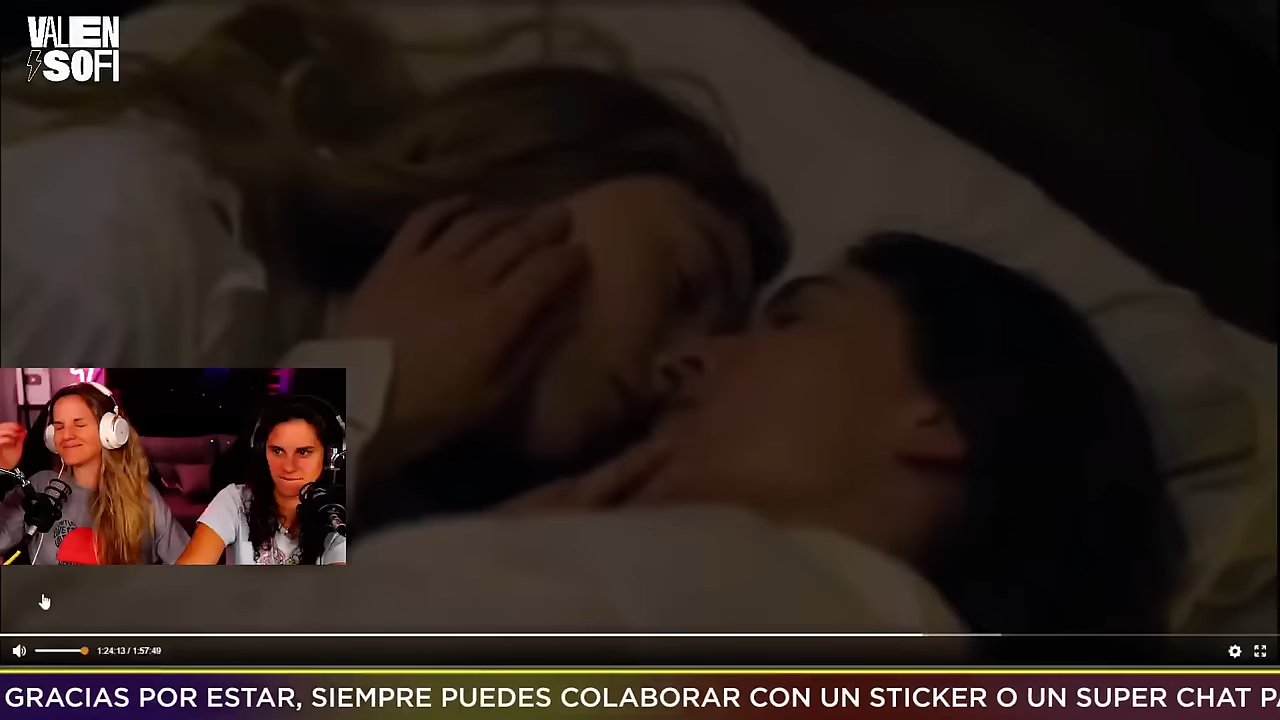 VALEN
SOFI
1:24:13 / 1:57:49
GRACIAS POR ESTAR, SIEMPRE PUEDES COLABORAR CON UN STICKER O UN SUPER CHAT